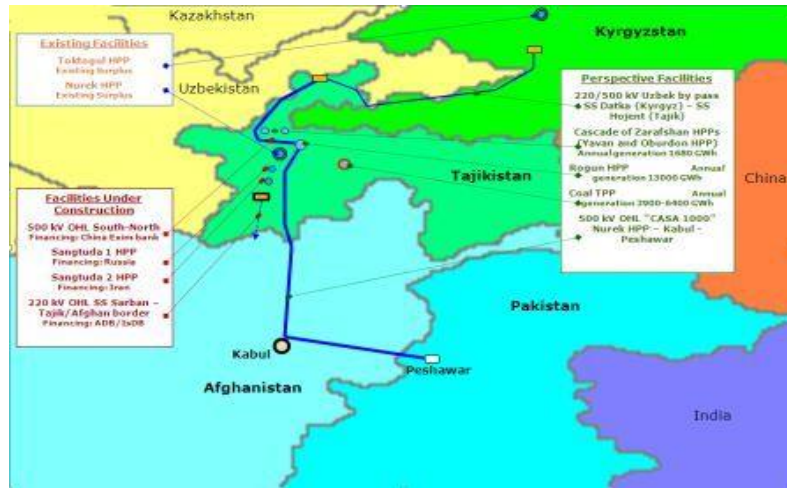 Kazakhstan
Kyrgyzstan
Uzbekistan
Existing Facilities
Toktogul HPP
Existing Surplus
Nurek HPP
Existing Surplus
Perspective Facilities
220/500 kV Uzbek by pass
SS Datka (Kyrgyz) – SS
Hojent (Tajik)
Cascade of Zarafshan HPPs
(Yavan and Oburdon HPP)
Annual generation 1680 GWh
Rogun HPP Annual
generation 13000 GWh
Coal TPP Annual
generation 3900-6400 GWh
500 kV OHL "CASA 1000"
Nurek HPP – Kabul -
Peshawar
Tajikistan
China
Facilities Under
Construction
500 kV OHL South-North
Financing: China Exim bank
Sangtuda 1 HPP
Financing: Russia
Sangtuda 2 HPP
Financing: Iran
220 kV OHL SS Sarban –
Tajik/Afghan border
Financing: ADB/IsDB
Pakistan
Kabul
Peshawar
Afghanistan
India